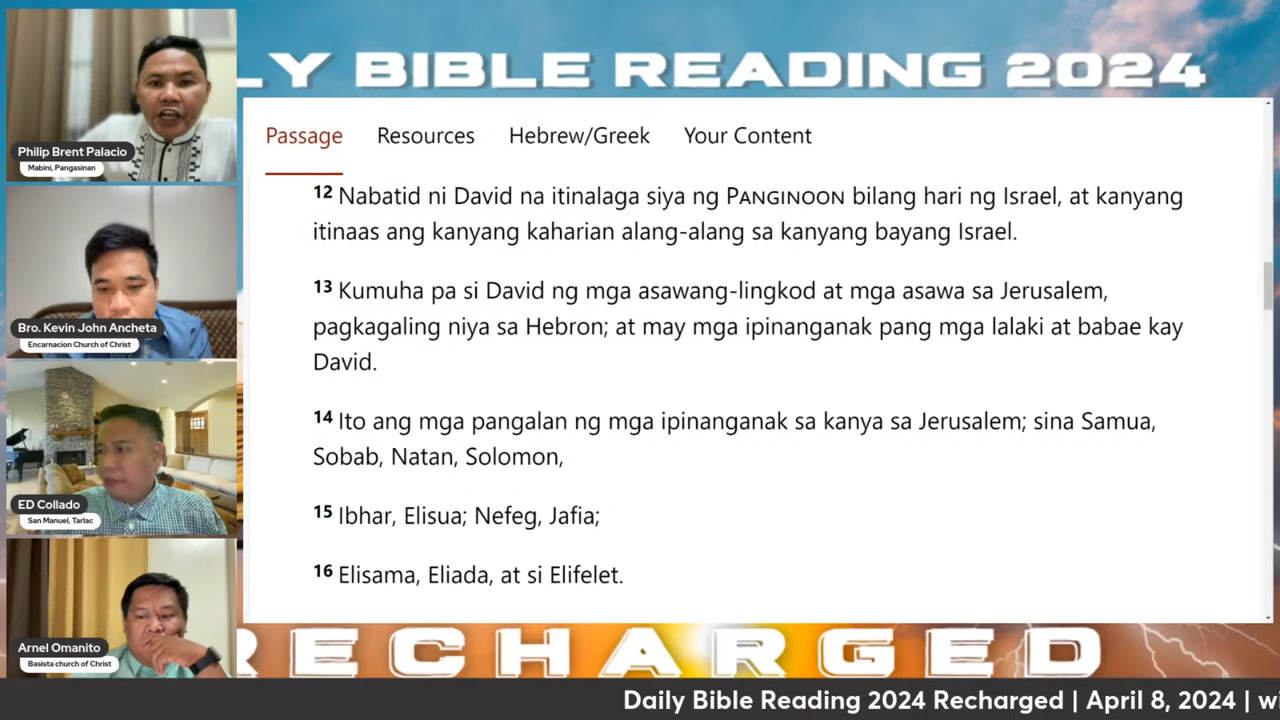 LY BIBLE READING 2024
Passage Resources Hebrew/Greek Your Content
12 Nabatid ni David na itinalaga siya ng PANGINOON bilang hari ng Israel, at kanyang
itinaas ang kanyang kaharian alang-alang sa kanyang bayang Israel.
13 Kumuha pa si David ng mga asawang-lingkod at mga asawa sa Jerusalem,
pagkagaling niya sa Hebron; at may mga ipinanganak pang mga lalaki at babae kay
David.
14 Ito ang mga pangalan ng mga ipinanganak sa kanya sa Jerusalem; sina Samua,
Sobab, Natan, Solomon,
15 Ibhar, Elisua; Nefeg, Jafia;
16 Elisama, Eliada, at si Elifelet.
Philip Brent Palacio
Mabini, Pangasinan
Bro. Kevin John Ancheta
Encarnacion Church of Christ
ED Collado
San Manuel, Tarlac
Arnel Omanito
Basista church of Christ
RECHARGED
Daily Bible Reading 2024 Recharged | April 8, 2024 | wi